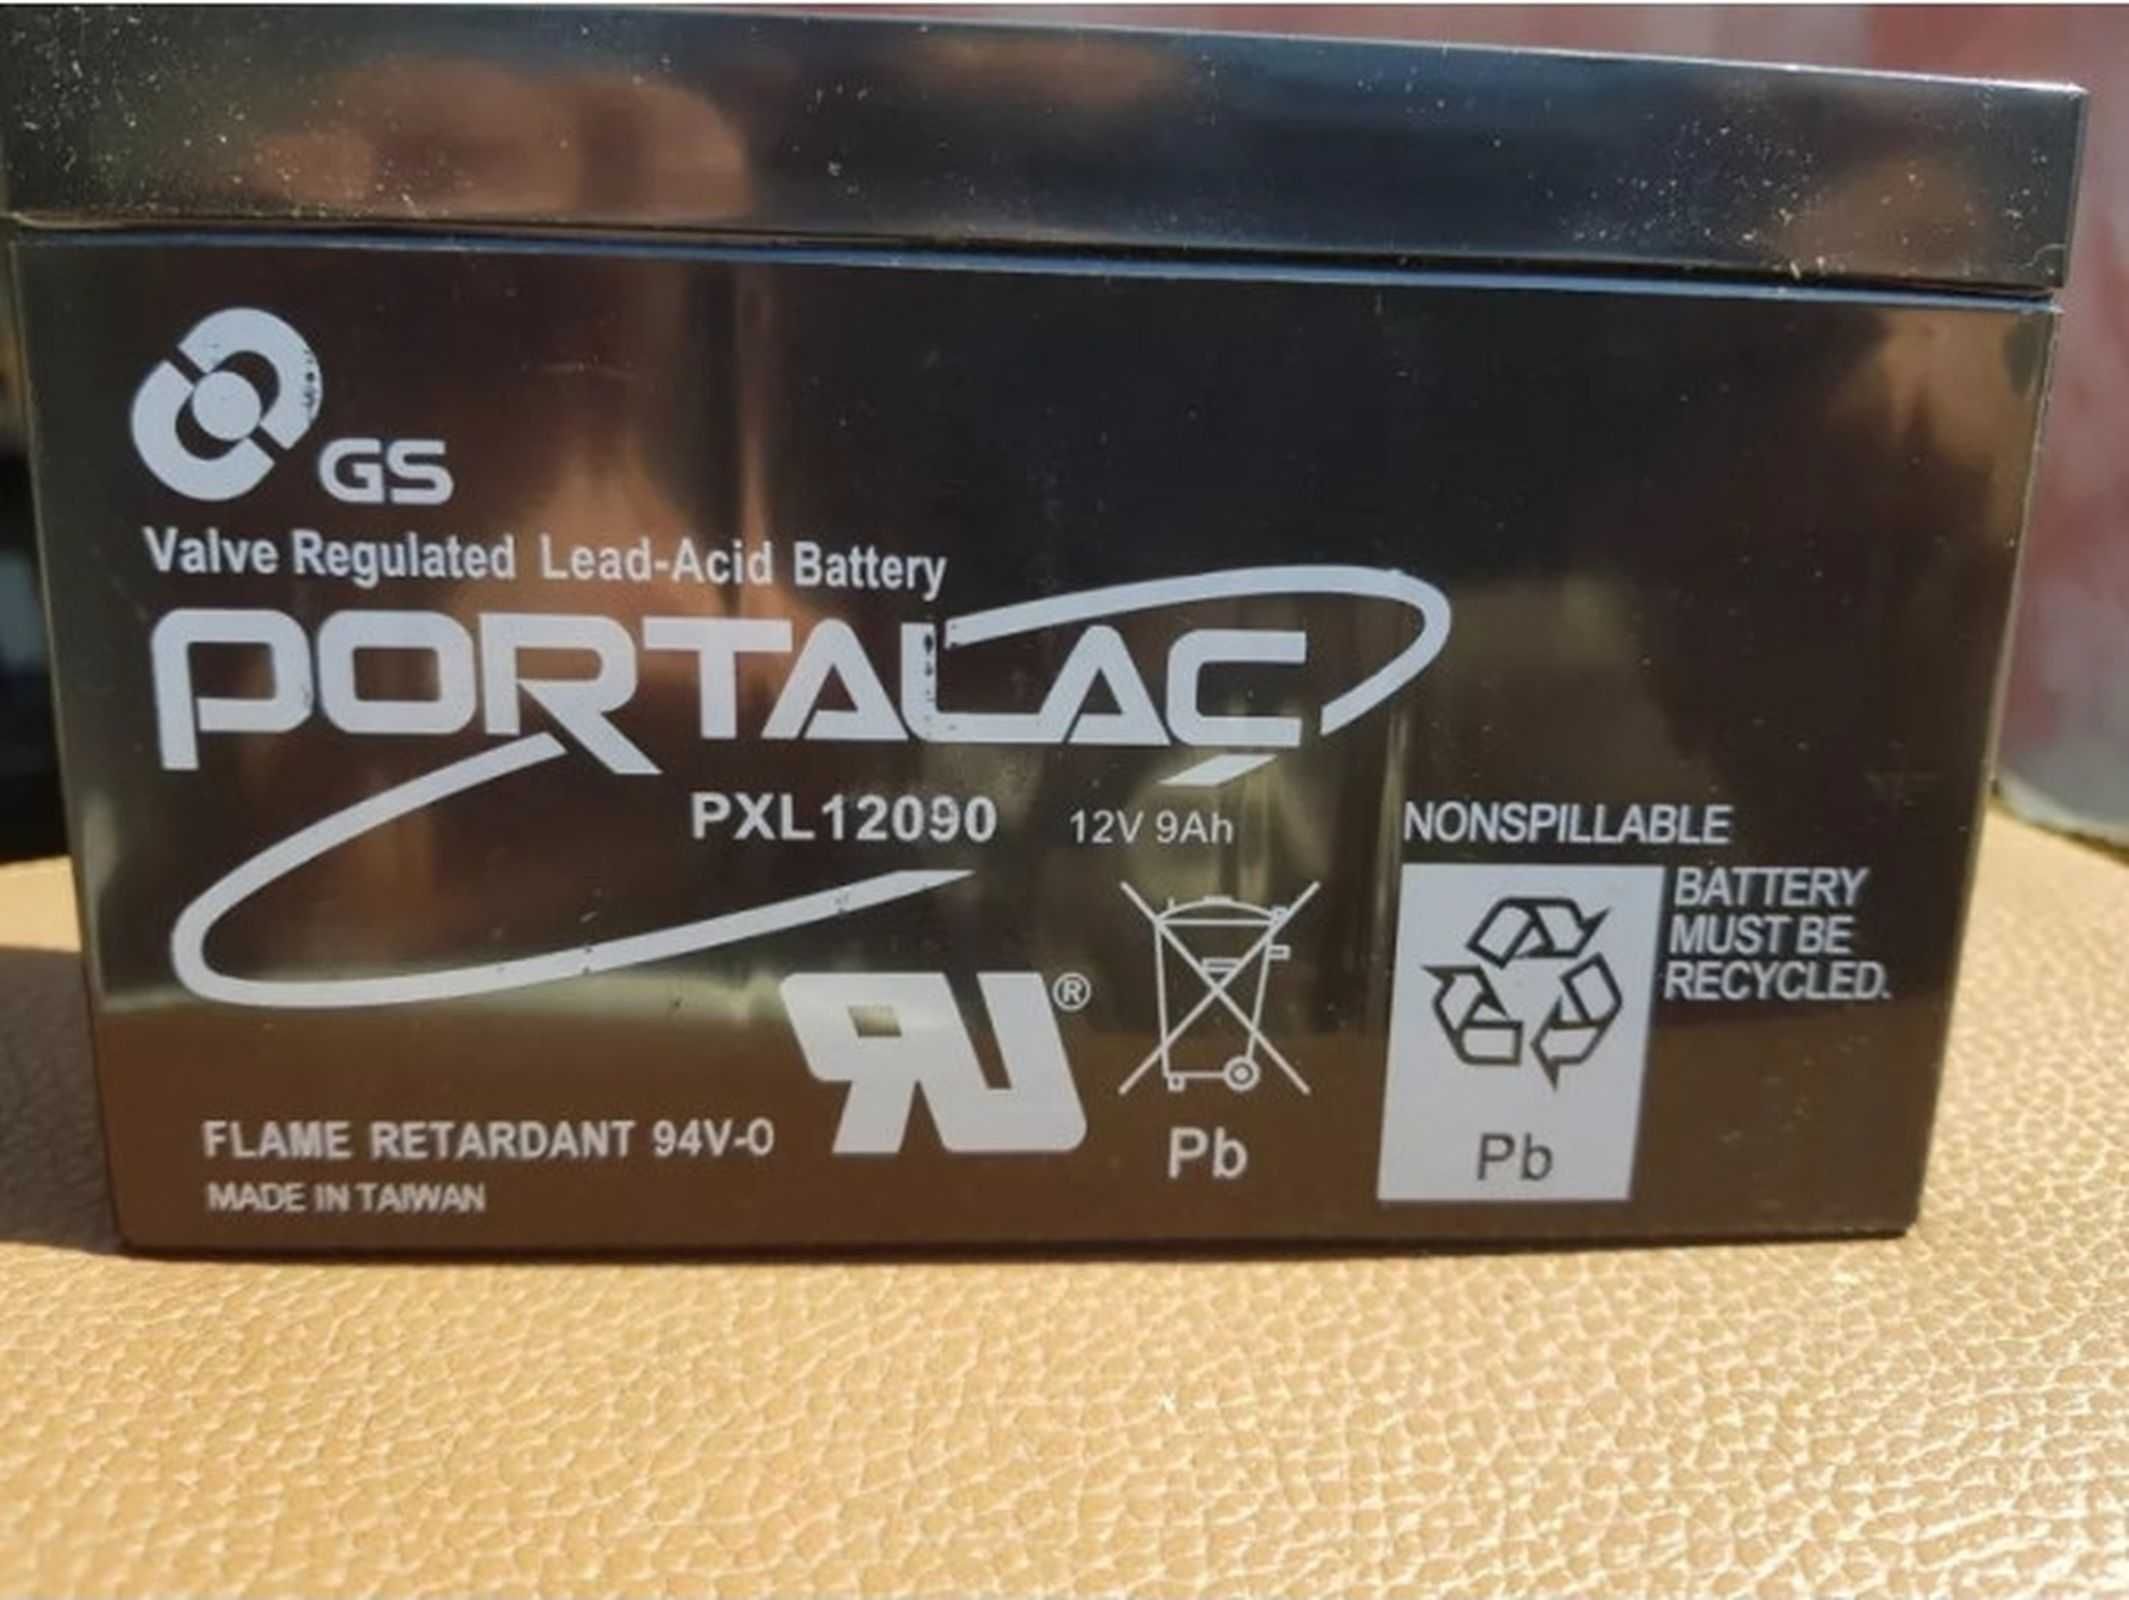 GS
Valve Regulated Lead-Acid Battery
PORTALAC
PXL12090 12V 9Ah
NONSPILLABLE
BATTERY
MUST BE
RECYCLED.
RU®
Pb
Pb
FLAME RETARDANT 94V-0
MADE IN TAIWAN